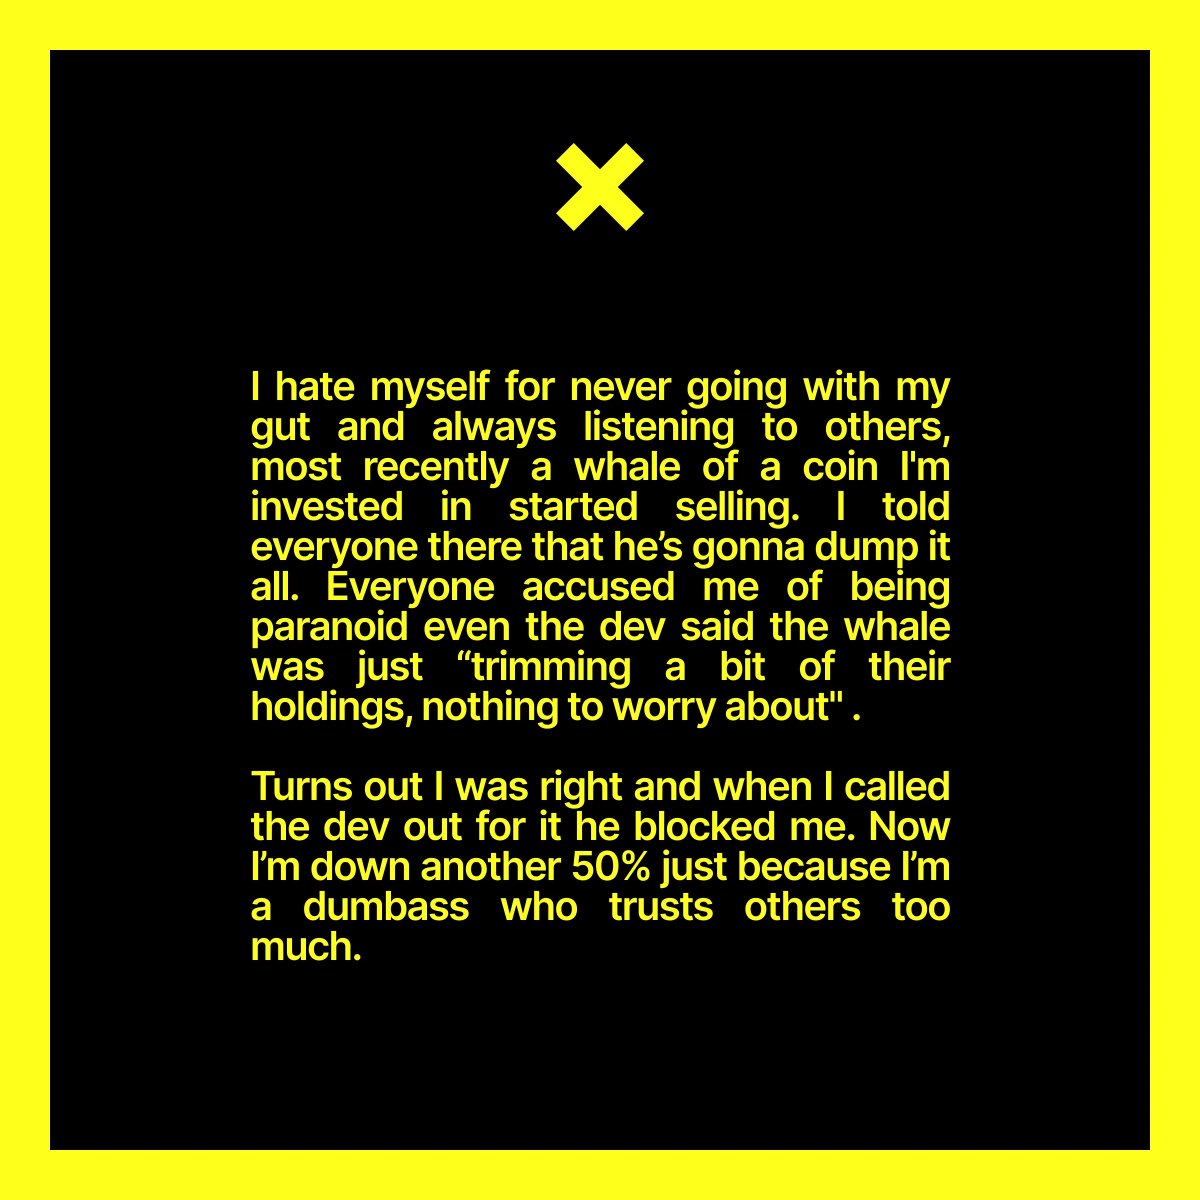 I hate myself for never going with my
gut and always listening to others,
most recently a whale of a coin I'm
invested in started selling. I told
everyone there that he’s gonna dump it
all. Everyone accused me of being
paranoid even the dev said the whale
was just “trimming a bit of their
holdings, nothing to worry about" .
Turns out I was right and when I called
the dev out for it he blocked me. Now
I’m down another 50% just because I’m
a dumbass who trusts others too
much.